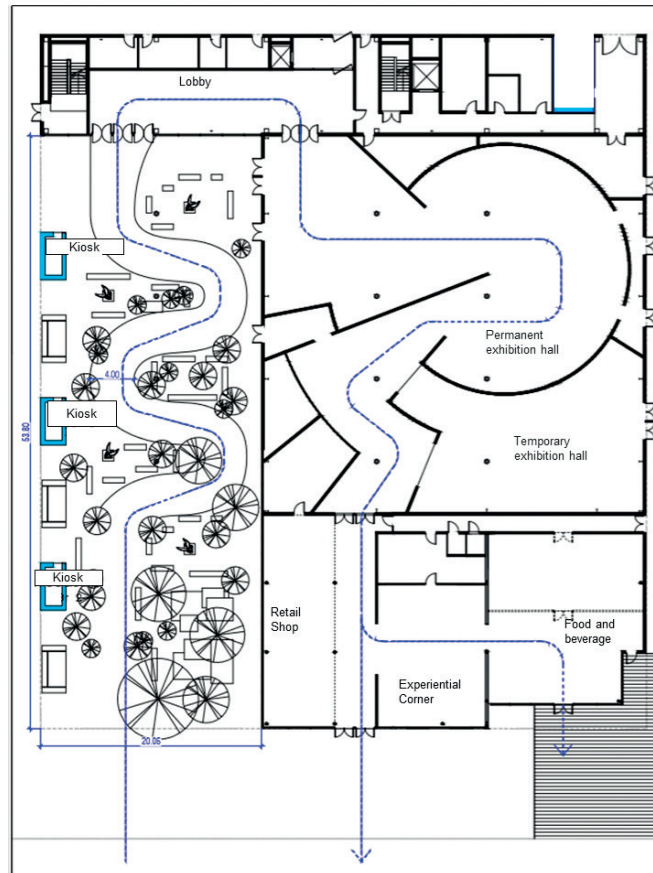 Lobby
Kiosk
Permanent
exhibition hall
4.00
Kiosk
53.80
Temporary
exhibition hall
Kiosk
Retail
Shop
Food and
beverage
Experiential
Corner
20.05